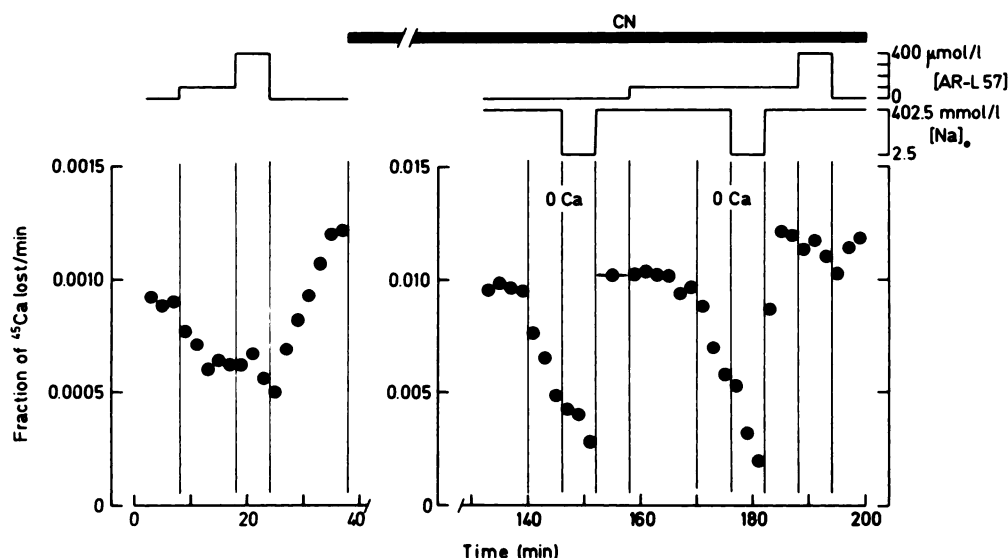 CN
400 μmol/l
[AR-L 57]
0
402.5 mmol/l
[Na]o
2.5
0.0015
0.0010
0.0005
0
0.015
0.010
0.005
0
0 Ca
0 Ca
Fraction of ⁴⁵Ca lost/min
0 20 40
140 160 180 200
Time (min)